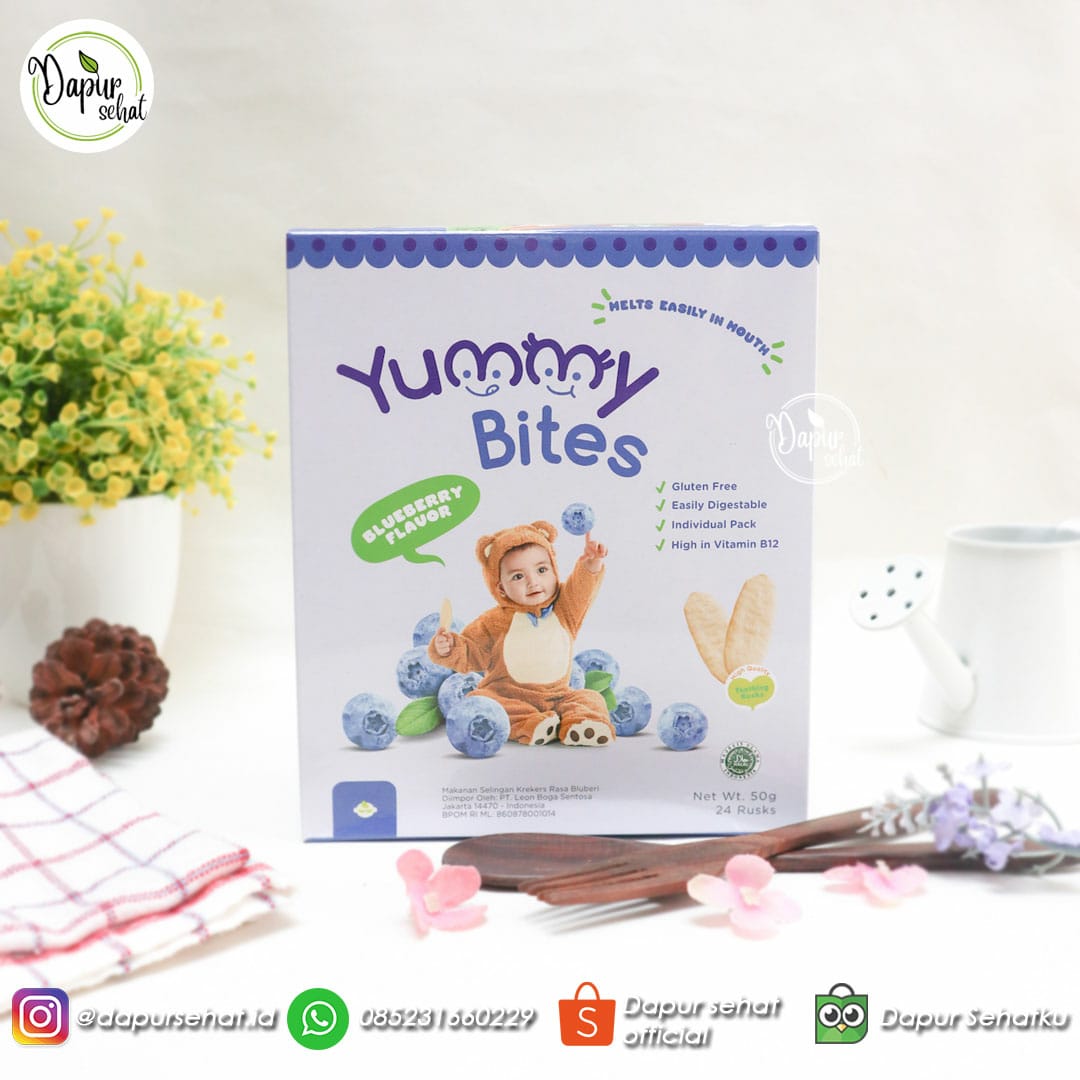 Dapur
sehat
MELTS EASILY IN MOUTH
Yummy
Bites
Dapur
sehat
BLUEBERRY
FLAVOR
Gluten Free
Easily Digestable
Individual Pack
High in Vitamin B12
High Quality
Teething
Rusks
Makanan Selingan Krekers Rasa Bluberi
Diimpor Oleh: PT. Leon Boga Sentosa
Jakarta 14470 - Indonesia
BPOM RI ML: 860878001014
HALAL
Net Wt. 50g
24 Rusks
@dapursehat.id
085231660229
S
Dapur sehat
official
Dapur Sehatku